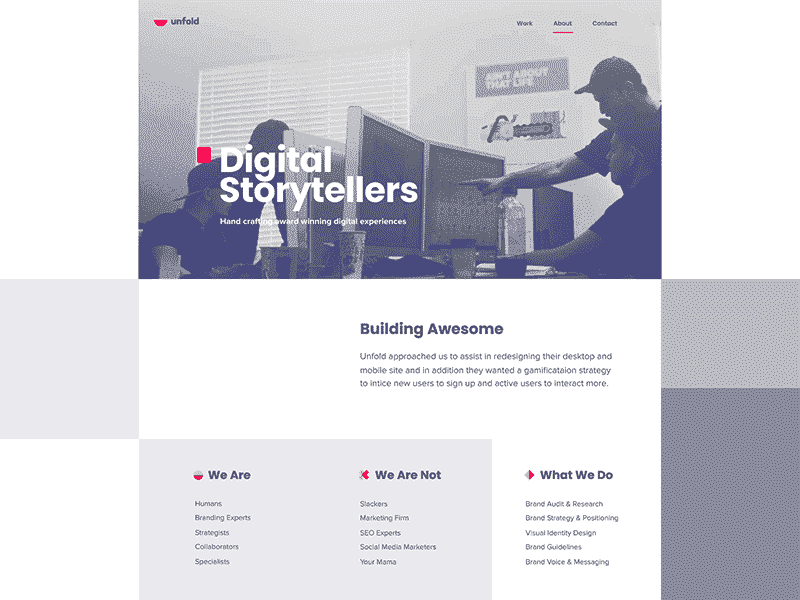 unfold
Work
About
Contact
AIN'T ABOUT
THAT LIFE
Digital
Storytellers
Hand crafting award winning digital experiences
Building Awesome
Unfold approached us to assist in redesigning their desktop and
mobile site and in addition they wanted a gamificataion strategy
to intice new users to sign up and active users to interact more.
We Are
Humans
Branding Experts
Strategists
Collaborators
Specialists
We Are Not
Slackers
Marketing Firm
SEO Experts
Social Media Marketers
Your Mama
What We Do
Brand Audit & Research
Brand Strategy & Positioning
Visual Identity Design
Brand Guidelines
Brand Voice & Messaging